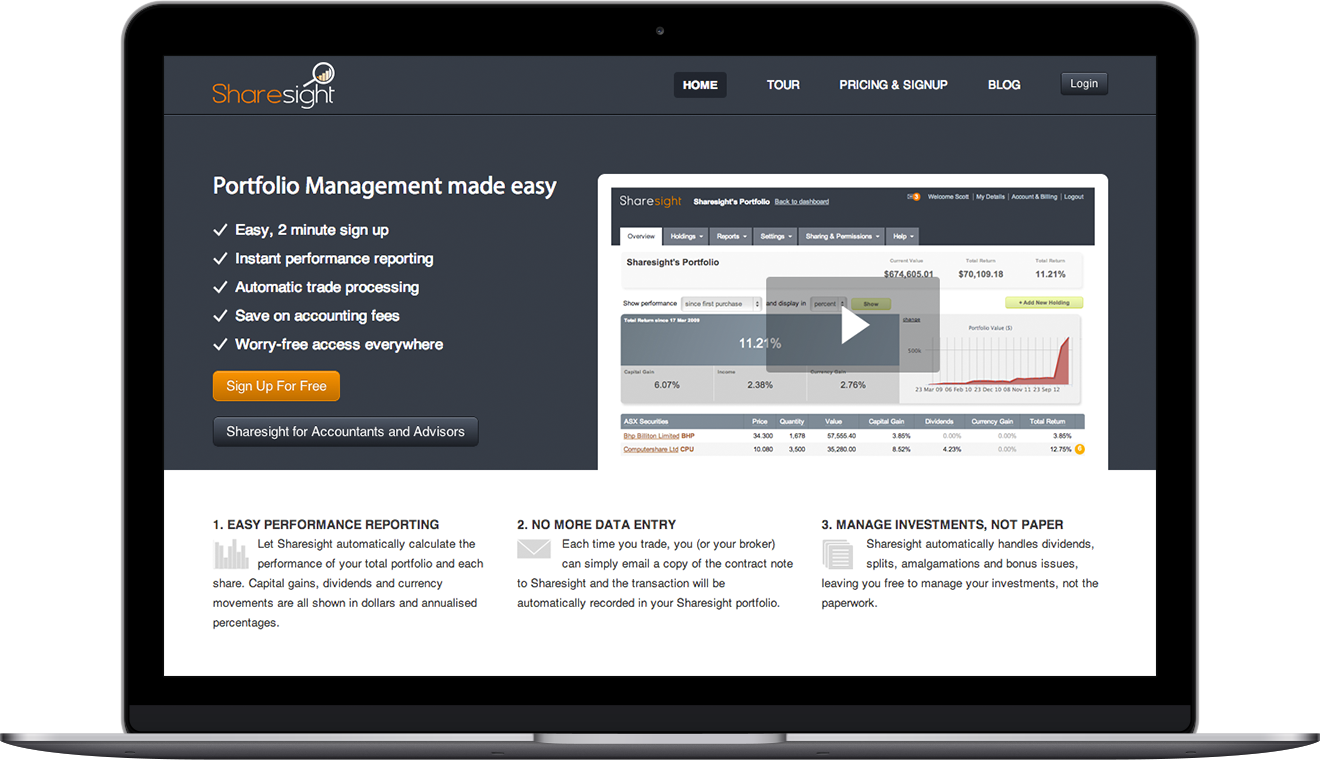 Sharesight
HOME
TOUR
PRICING & SIGNUP
BLOG
Login
Portfolio Management made easy
Easy, 2 minute sign up
Instant performance reporting
Automatic trade processing
Save on accounting fees
Worry-free access everywhere
Sign Up For Free
Sharesight for Accountants and Advisors
Sharesight Sharesight's Portfolio Back to dashboard
3 Welcome Scott | My Details | Account & Billing | Logout
Overview Holdings Reports Settings Sharing & Permissions Help
Sharesight's Portfolio
Current Value Total Return Total Return
$674,605.01 $70,109.18 11.21%
Show performance since first purchase and display in percent Show
+ Add New Holding
Total Return since 17 Mar 2009
change
11.21%
Capital Gain Income Currency Gain
6.07% 2.38% 2.76%
Portfolio Value ($)
500k
23 Mar 09 06 Feb 10 23 Dec 10 08 Nov 11 23 Sep 12
ASX Securities Price Quantity Value Capital Gain Dividends Currency Gain Total Return
Bhp Billiton Limited BHP 34.300 1,678 57,555.40 3.85% 0.00% 0.00% 3.85%
Computershare Ltd CPU 10.080 3,500 35,280.00 8.52% 4.23% 0.00% 12.75%
1. EASY PERFORMANCE REPORTING
Let Sharesight automatically calculate the
performance of your total portfolio and each
share. Capital gains, dividends and currency
movements are all shown in dollars and annualised
percentages.
2. NO MORE DATA ENTRY
Each time you trade, you (or your broker)
can simply email a copy of the contract note
to Sharesight and the transaction will be
automatically recorded in your Sharesight portfolio.
3. MANAGE INVESTMENTS, NOT PAPER
Sharesight automatically handles dividends,
splits, amalgamations and bonus issues,
leaving you free to manage your investments, not the
paperwork.